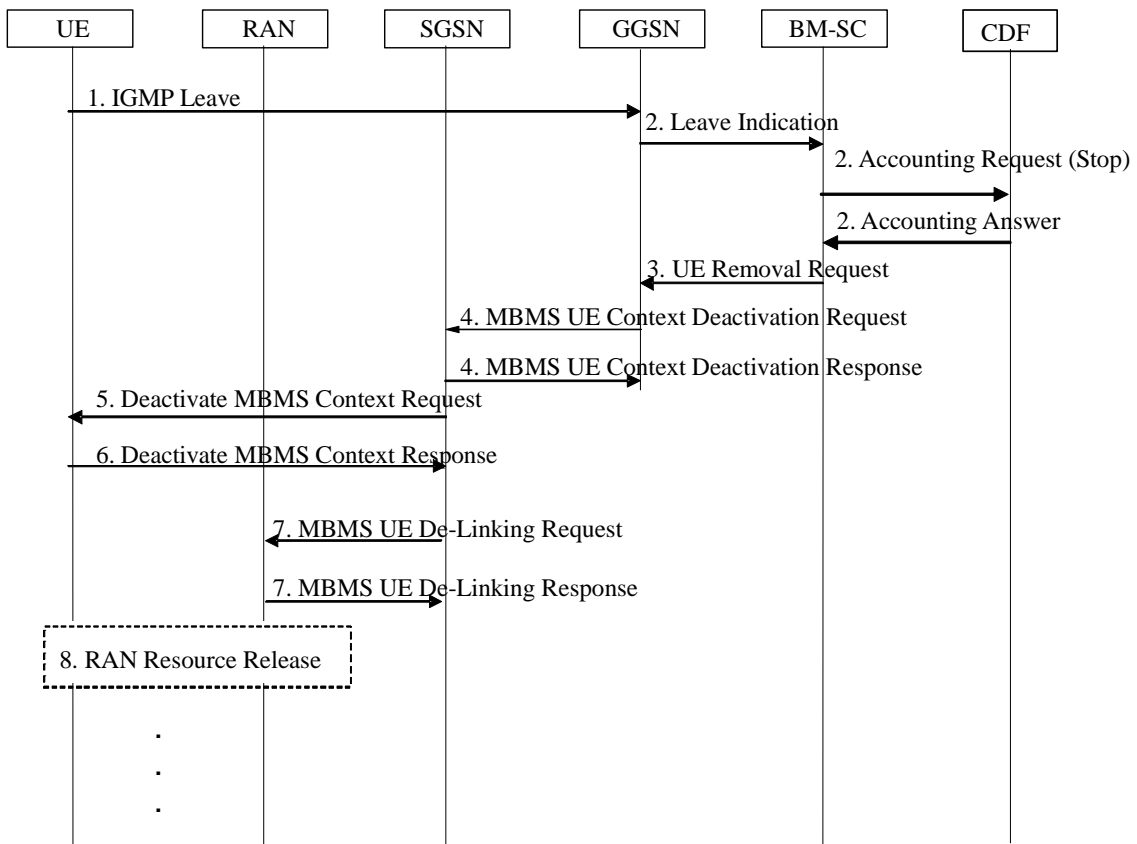 UE
RAN
SGSN
GGSN
BM-SC
CDF
1. IGMP Leave
2. Leave Indication
2. Accounting Request (Stop)
2. Accounting Answer
3. UE Removal Request
4. MBMS UE Context Deactivation Request
4. MBMS UE Context Deactivation Response
5. Deactivate MBMS Context Request
6. Deactivate MBMS Context Response
7. MBMS UE De-Linking Request
7. MBMS UE De-Linking Response
8. RAN Resource Release
.
.
.